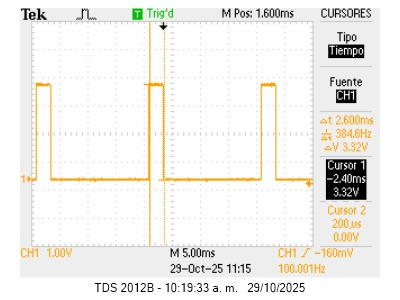 Tek Trig'd M Pos: 1.600ms CURSORES
Tipo
Tiempo
Fuente
CH1
Δt 2.600ms
1/Δt 384.6Hz
ΔV 3.32V
Cursor 1
-2.40ms
3.32V
Cursor 2
200µs
0.00V
CH1 1.00V M 5.00ms CH1 -160mV
29-Oct-25 11:15 100.001Hz
TDS 2012B - 10:19:33 a. m. 29/10/2025